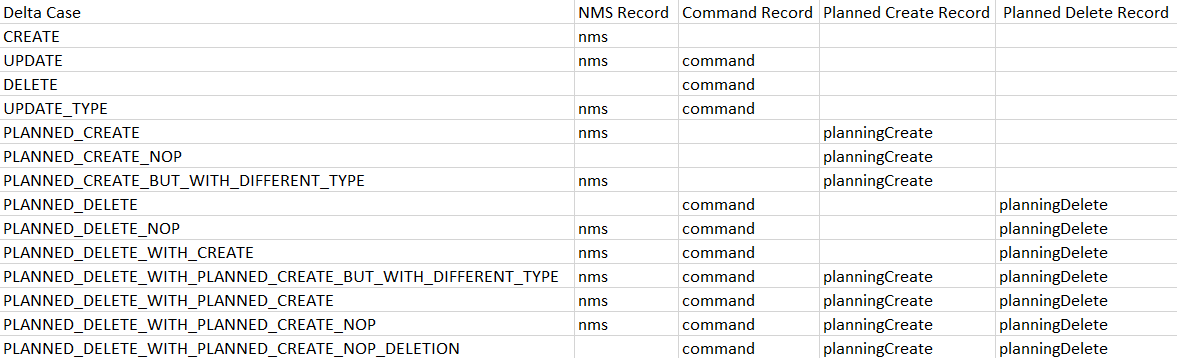 Delta Case NMS Record Command Record Planned Create Record Planned Delete Record
CREATE nms
UPDATE nms command
DELETE command
UPDATE_TYPE nms command
PLANNED_CREATE nms planningCreate
PLANNED_CREATE_NOP planningCreate
PLANNED_CREATE_BUT_WITH_DIFFERENT_TYPE nms planningCreate
PLANNED_DELETE command planningDelete
PLANNED_DELETE_NOP nms command planningDelete
PLANNED_DELETE_WITH_CREATE nms command planningDelete
PLANNED_DELETE_WITH_PLANNED_CREATE_BUT_WITH_DIFFERENT_TYPE nms command planningCreate planningDelete
PLANNED_DELETE_WITH_PLANNED_CREATE nms command planningCreate planningDelete
PLANNED_DELETE_WITH_PLANNED_CREATE_NOP nms command planningCreate planningDelete
PLANNED_DELETE_WITH_PLANNED_CREATE_NOP_DELETION command planningCreate planningDelete